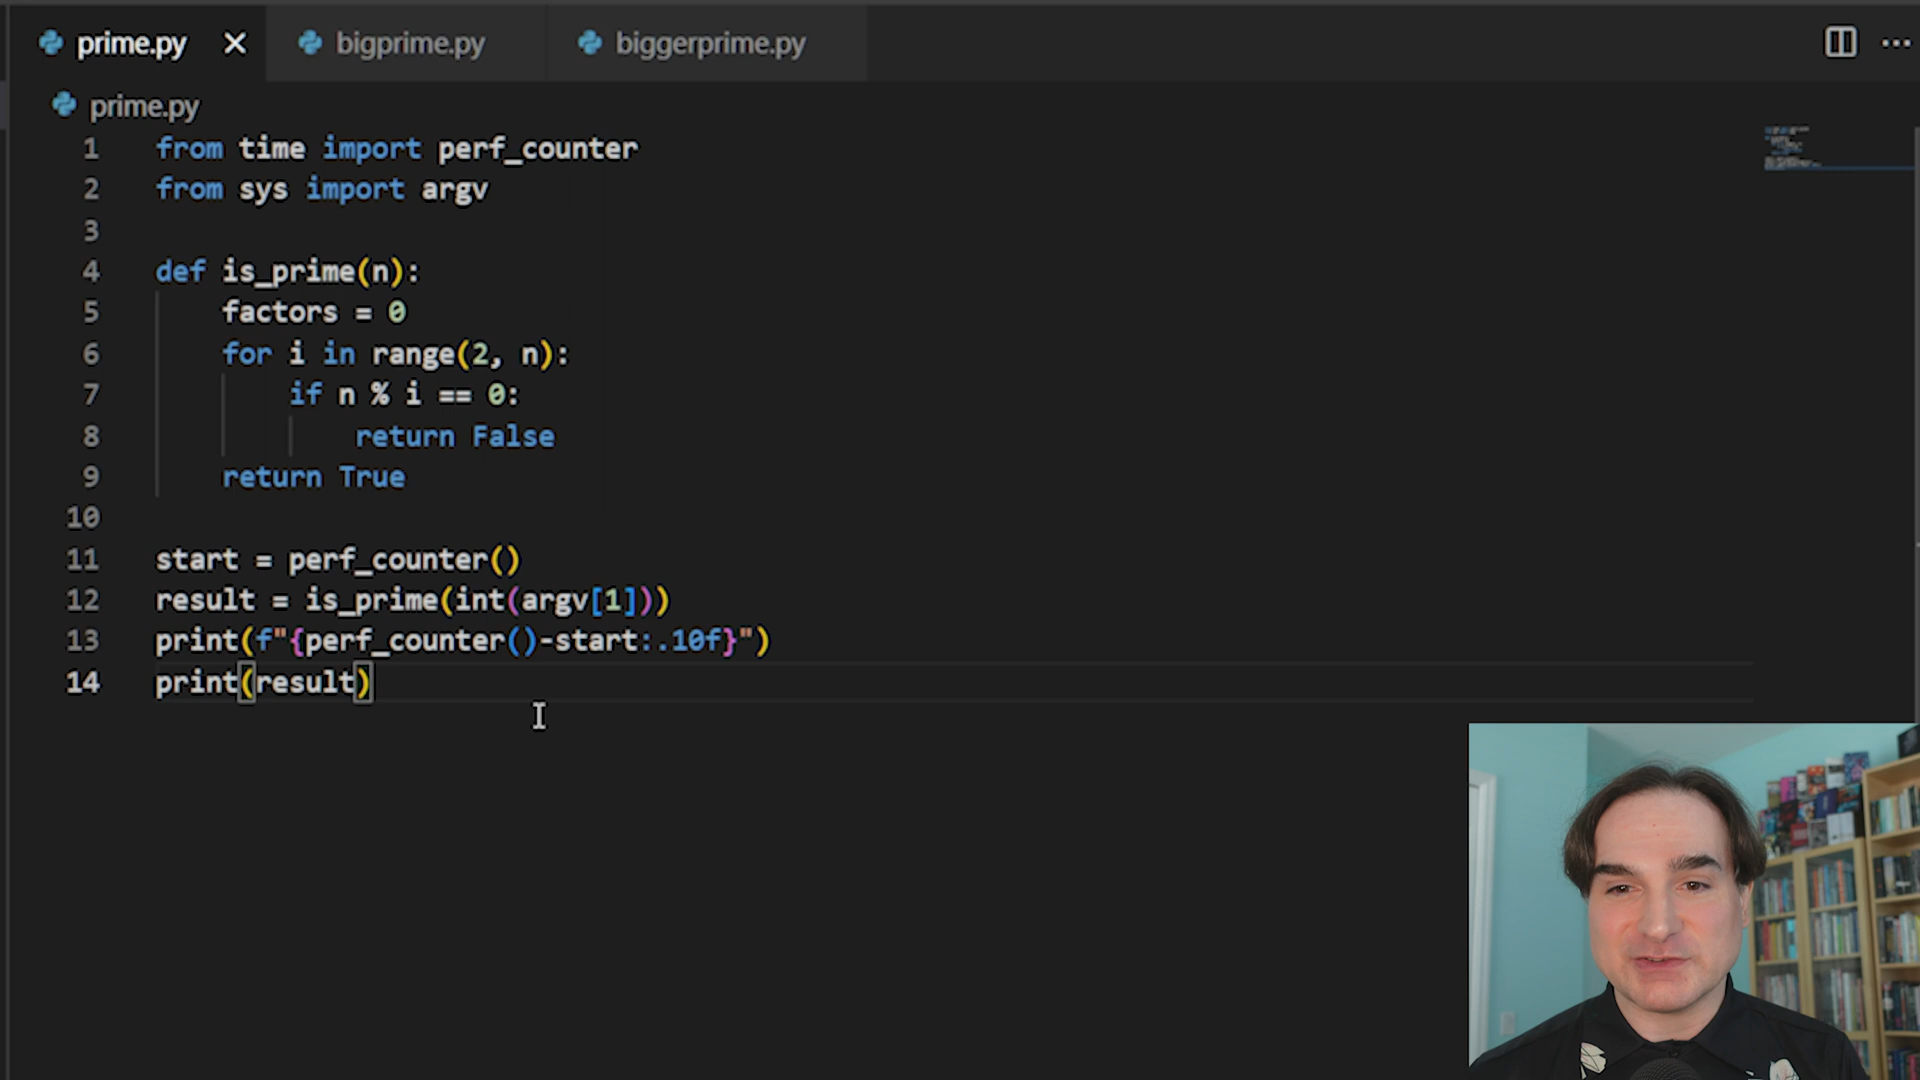 prime.py bigprime.py biggerprime.py
prime.py
1 from time import perf_counter
2 from sys import argv
3
4 def is_prime(n):
5 factors = 0
6 for i in range(2, n):
7 if n % i == 0:
8 return False
9 return True
10
11 start = perf_counter()
12 result = is_prime(int(argv[1]))
13 print(f"{perf_counter()-start:.10f}")
14 print(result)